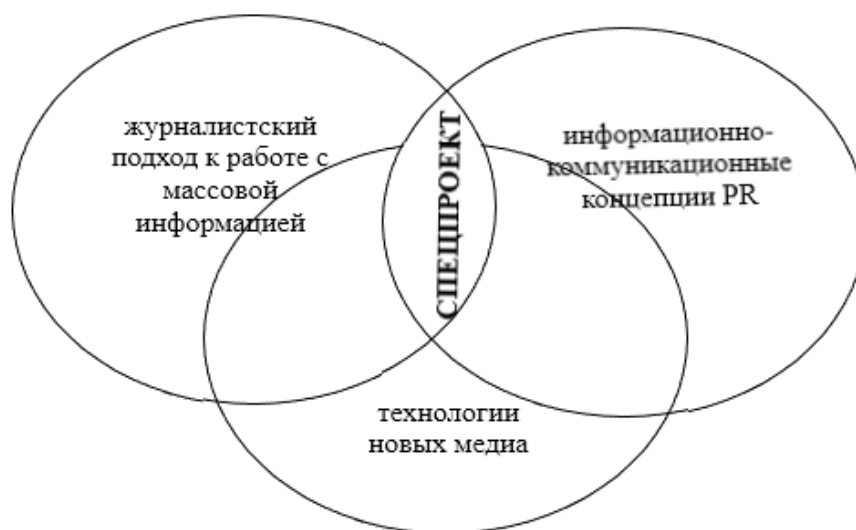 журналистский
подход к работе с
массовой
информацией
СПЕЦПРОЕКТ
информационно-
коммуникационные
концепции PR
технологии
новых медиа